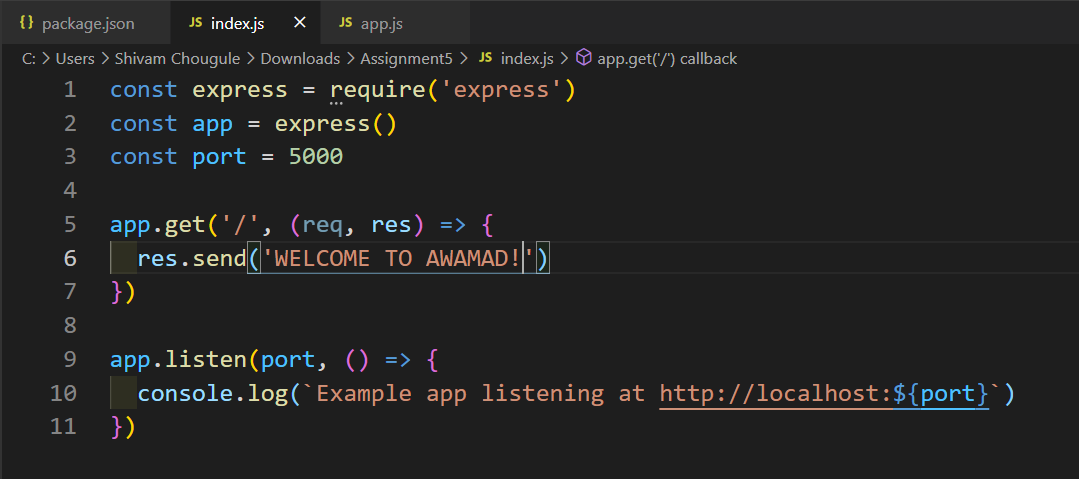 {} package.json JS index.js × JS app.js
C: > Users > Shivam Chougule > Downloads > Assignment5 > JS index.js > app.get('/') callback
1 const express = require('express')
2 const app = express()
3 const port = 5000
4
5 app.get('/', (req, res) => {
6 res.send('WELCOME TO AWAMAD!')
7 })
8
9 app.listen(port, () => {
10 console.log(`Example app listening at http://localhost:${port}`)
11 })